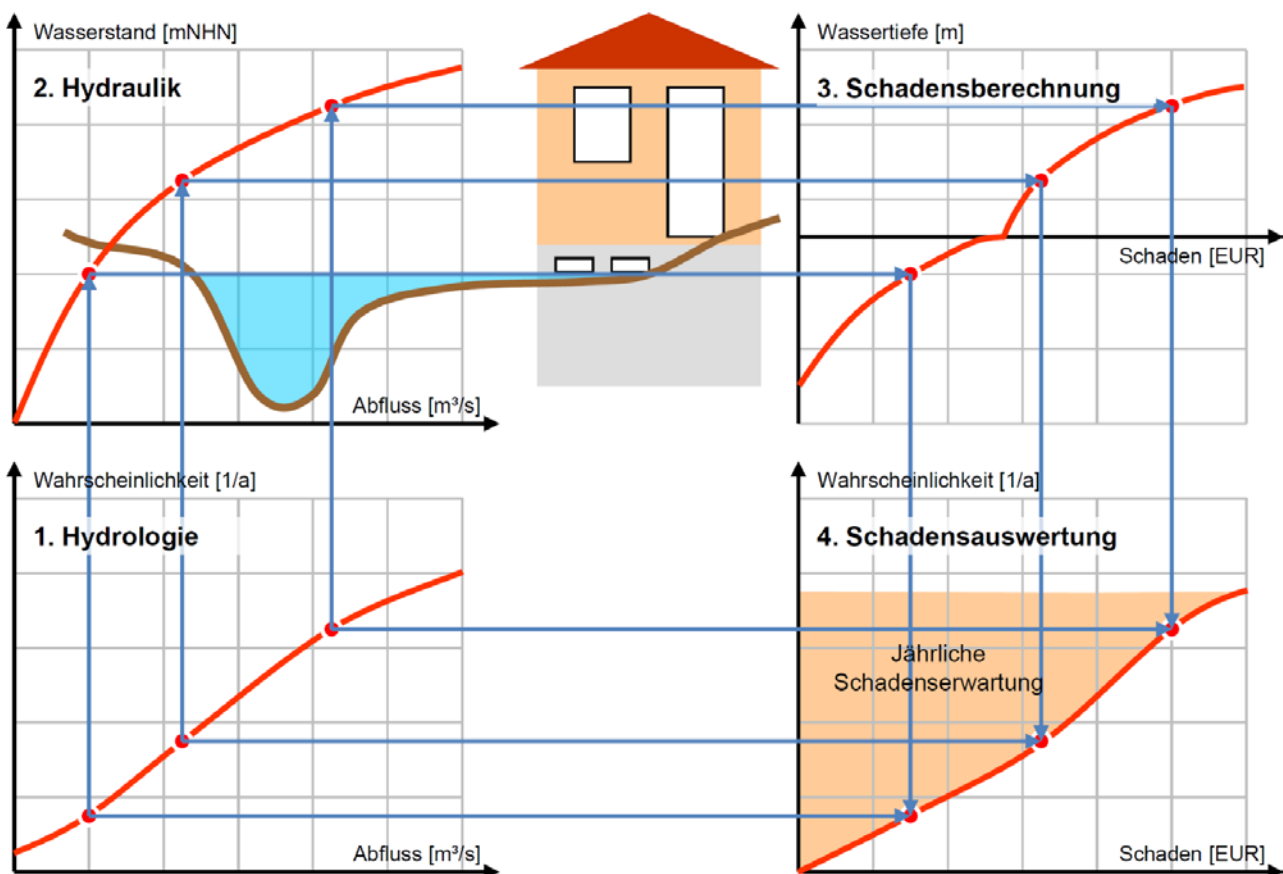 Wasserstand [mNHN]
2. Hydraulik
Abfluss [m³/s]
Wassertiefe [m]
3. Schadensberechnung
Schaden [EUR]
Wahrscheinlichkeit [1/a]
1. Hydrologie
Abfluss [m³/s]
Wahrscheinlichkeit [1/a]
4. Schadensauswertung
Jährliche
Schadenserwartung
Schaden [EUR]